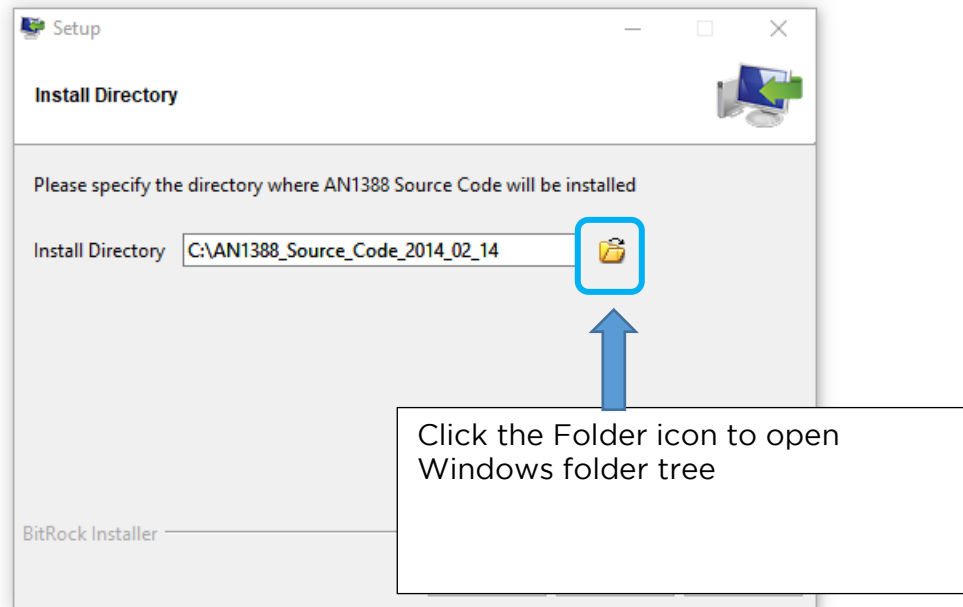 Setup
Install Directory
Please specify the directory where AN1388 Source Code will be installed
Install Directory C:\AN1388_Source_Code_2014_02_14
Click the Folder icon to open
Windows folder tree
BitRock Installer